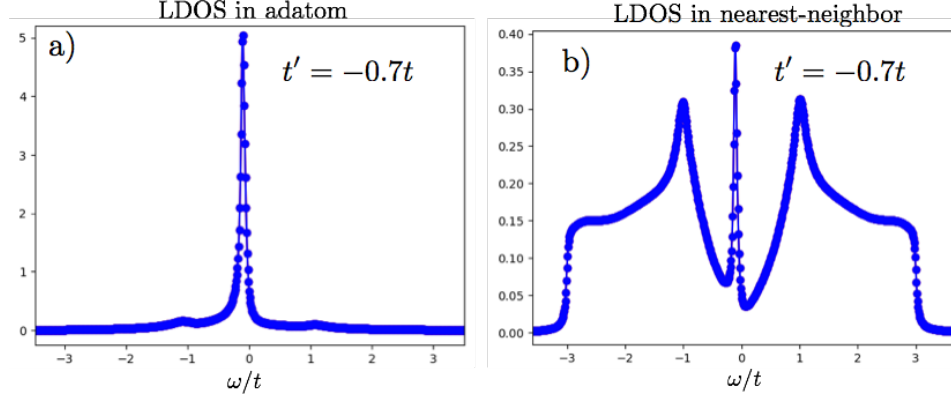 LDOS in adatom
a)
t′ = −0.7t
5
4
3
2
1
0
−3 −2 −1 0 1 2 3
ω/t
LDOS in nearest-neighbor
b)
t′ = −0.7t
0.40
0.35
0.30
0.25
0.20
0.15
0.10
0.05
0.00
−3 −2 −1 0 1 2 3
ω/t